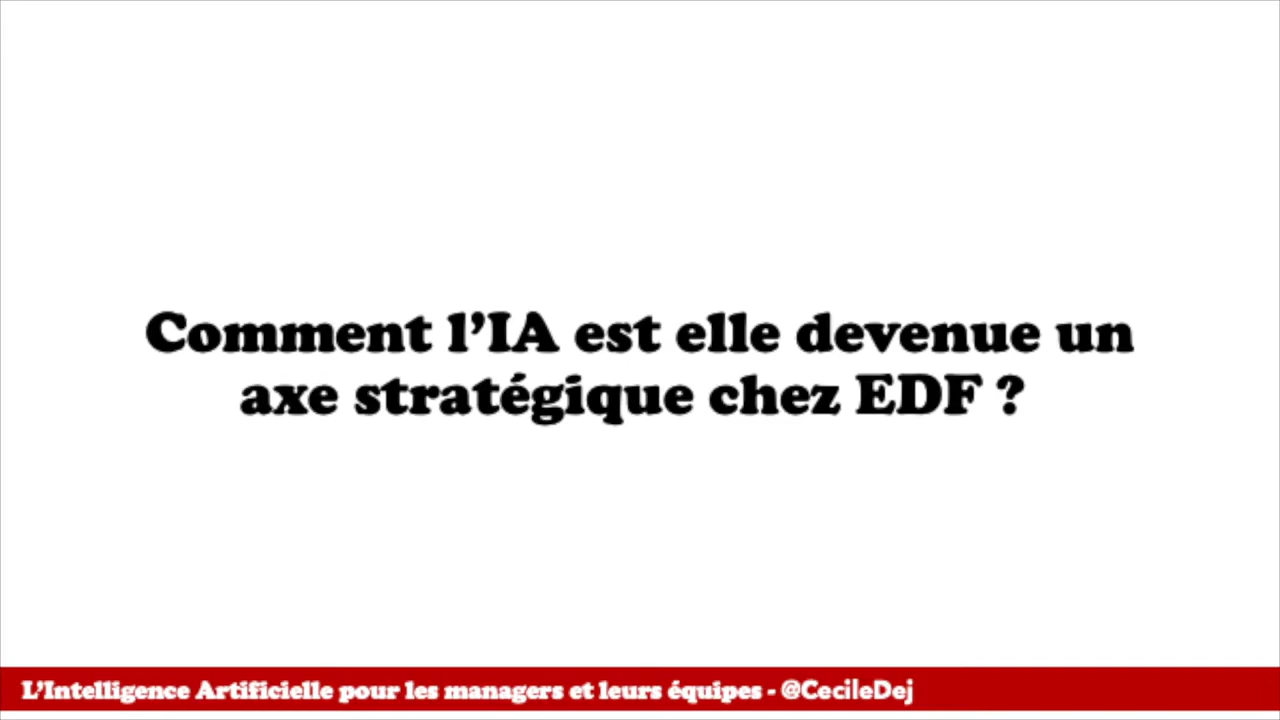 Comment l’IA est elle devenue un
axe stratégique chez EDF ?
L’Intelligence Artificielle pour les managers et leurs équipes - @CecileDej